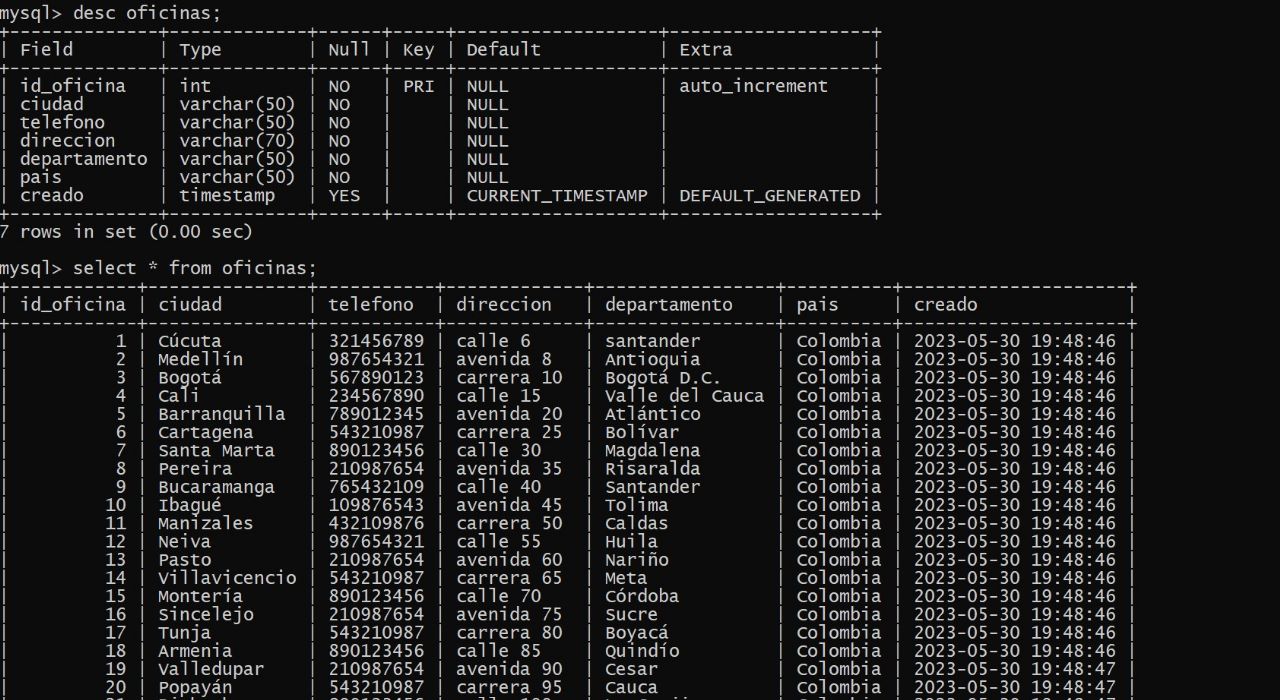 mysql> desc oficinas;
+--------------+-------------+------+-----+-------------------+-------------------+
| Field | Type | Null | Key | Default | Extra |
+--------------+-------------+------+-----+-------------------+-------------------+
| id_oficina | int | NO | PRI | NULL | auto_increment |
| ciudad | varchar(50) | NO | | NULL | |
| telefono | varchar(50) | NO | | NULL | |
| direccion | varchar(70) | NO | | NULL | |
| departamento | varchar(50) | NO | | NULL | |
| pais | varchar(50) | NO | | NULL | |
| creado | timestamp | YES | | CURRENT_TIMESTAMP | DEFAULT_GENERATED |
+--------------+-------------+------+-----+-------------------+-------------------+
7 rows in set (0.00 sec)
mysql> select * from oficinas;
+------------+---------------+-----------+-------------+-----------------+----------+---------------------+
| id_oficina | ciudad | telefono | direccion | departamento | pais | creado |
+------------+---------------+-----------+-------------+-----------------+----------+---------------------+
| 1 | Cúcuta | 321456789 | calle 6 | santander | Colombia | 2023-05-30 19:48:46 |
| 2 | Medellín | 987654321 | avenida 8 | Antioquia | Colombia | 2023-05-30 19:48:46 |
| 3 | Bogotá | 567890123 | carrera 10 | Bogotá D.C. | Colombia | 2023-05-30 19:48:46 |
| 4 | Cali | 234567890 | calle 15 | Valle del Cauca | Colombia | 2023-05-30 19:48:46 |
| 5 | Barranquilla | 789012345 | avenida 20 | Atlántico | Colombia | 2023-05-30 19:48:46 |
| 6 | Cartagena | 543210987 | carrera 25 | Bolívar | Colombia | 2023-05-30 19:48:46 |
| 7 | Santa Marta | 890123456 | calle 30 | Magdalena | Colombia | 2023-05-30 19:48:46 |
| 8 | Pereira | 210987654 | avenida 35 | Risaralda | Colombia | 2023-05-30 19:48:46 |
| 9 | Bucaramanga | 765432109 | calle 40 | Santander | Colombia | 2023-05-30 19:48:46 |
| 10 | Ibagué | 109876543 | avenida 45 | Tolima | Colombia | 2023-05-30 19:48:46 |
| 11 | Manizales | 432109876 | carrera 50 | Caldas | Colombia | 2023-05-30 19:48:46 |
| 12 | Neiva | 987654321 | calle 55 | Huila | Colombia | 2023-05-30 19:48:46 |
| 13 | Pasto | 210987654 | avenida 60 | Nariño | Colombia | 2023-05-30 19:48:46 |
| 14 | Villavicencio | 543210987 | carrera 65 | Meta | Colombia | 2023-05-30 19:48:46 |
| 15 | Montería | 890123456 | calle 70 | Córdoba | Colombia | 2023-05-30 19:48:46 |
| 16 | Sincelejo | 210987654 | avenida 75 | Sucre | Colombia | 2023-05-30 19:48:46 |
| 17 | Tunja | 543210987 | carrera 80 | Boyacá | Colombia | 2023-05-30 19:48:46 |
| 18 | Armenia | 890123456 | calle 85 | Quindío | Colombia | 2023-05-30 19:48:46 |
| 19 | Valledupar | 210987654 | avenida 90 | Cesar | Colombia | 2023-05-30 19:48:47 |
| 20 | Popayán | 543210987 | carrera 95 | Cauca | Colombia | 2023-05-30 19:48:47 |